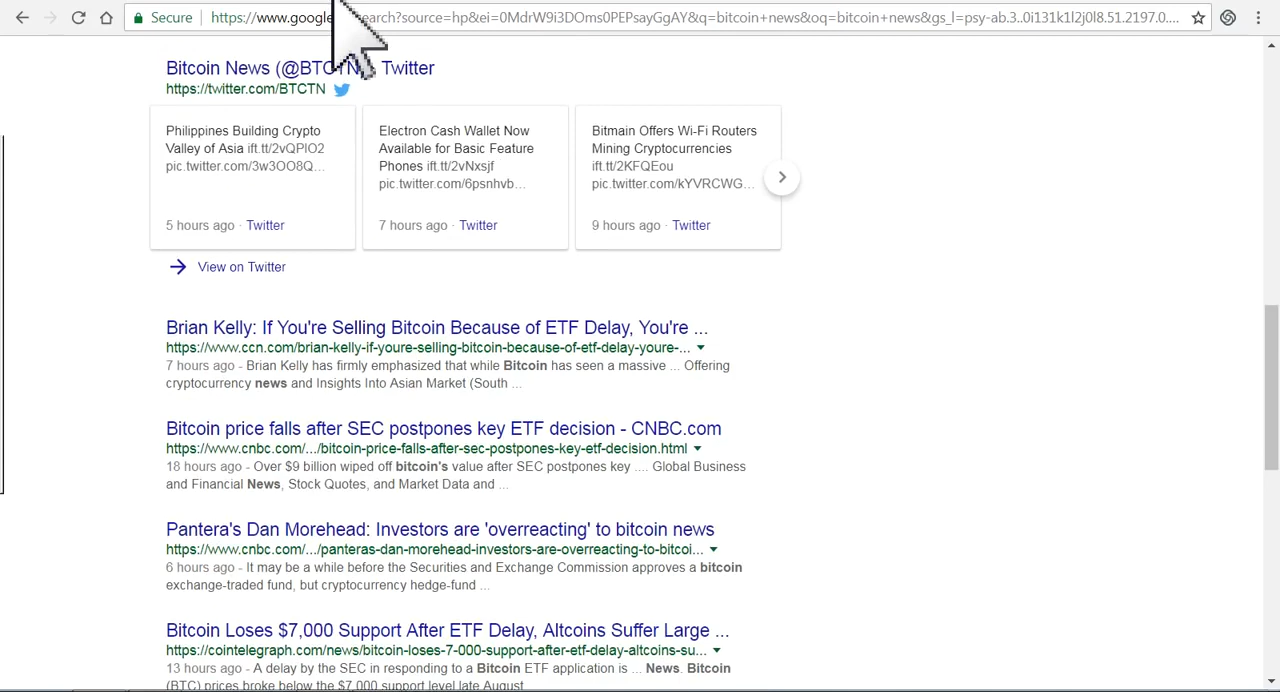 Secure https://www.google search?source=hp&ei=0MdrW9i3DOms0PEPsayGgAY&q=bitcoin+news&oq=bitcoin+news&gs_l=psy-ab.3..0i131k1l2j0l8.51.2197.0....
Bitcoin News (@BTCTN) Twitter
https://twitter.com/BTCTN
Philippines Building Crypto
Valley of Asia ift.tt/2vQPIO2
pic.twitter.com/3w3OO8Q...
5 hours ago · Twitter
Electron Cash Wallet Now
Available for Basic Feature
Phones ift.tt/2vNxsjf
pic.twitter.com/6psnhvb...
7 hours ago · Twitter
Bitmain Offers Wi-Fi Routers
Mining Cryptocurrencies
ift.tt/2KFQEou
pic.twitter.com/kYVRCWG...
9 hours ago · Twitter
View on Twitter
Brian Kelly: If You're Selling Bitcoin Because of ETF Delay, You're ...
https://www.ccn.com/brian-kelly-if-youre-selling-bitcoin-because-of-etf-delay-youre-...
7 hours ago - Brian Kelly has firmly emphasized that while Bitcoin has seen a massive ... Offering
cryptocurrency news and Insights Into Asian Market (South ...
Bitcoin price falls after SEC postpones key ETF decision - CNBC.com
https://www.cnbc.com/.../bitcoin-price-falls-after-sec-postpones-key-etf-decision.html
18 hours ago - Over $9 billion wiped off bitcoin's value after SEC postpones key .... Global Business
and Financial News, Stock Quotes, and Market Data and ...
Pantera's Dan Morehead: Investors are 'overreacting' to bitcoin news
https://www.cnbc.com/.../panteras-dan-morehead-investors-are-overreacting-to-bitcoi...
6 hours ago - It may be a while before the Securities and Exchange Commission approves a bitcoin
exchange-traded fund, but cryptocurrency hedge-fund ...
Bitcoin Loses $7,000 Support After ETF Delay, Altcoins Suffer Large ...
https://cointelegraph.com/news/bitcoin-loses-7-000-support-after-etf-delay-altcoins-su...
13 hours ago - A delay by the SEC in responding to a Bitcoin ETF application is ... News. Bitcoin
(BTC) prices broke below the $7,000 support level late August